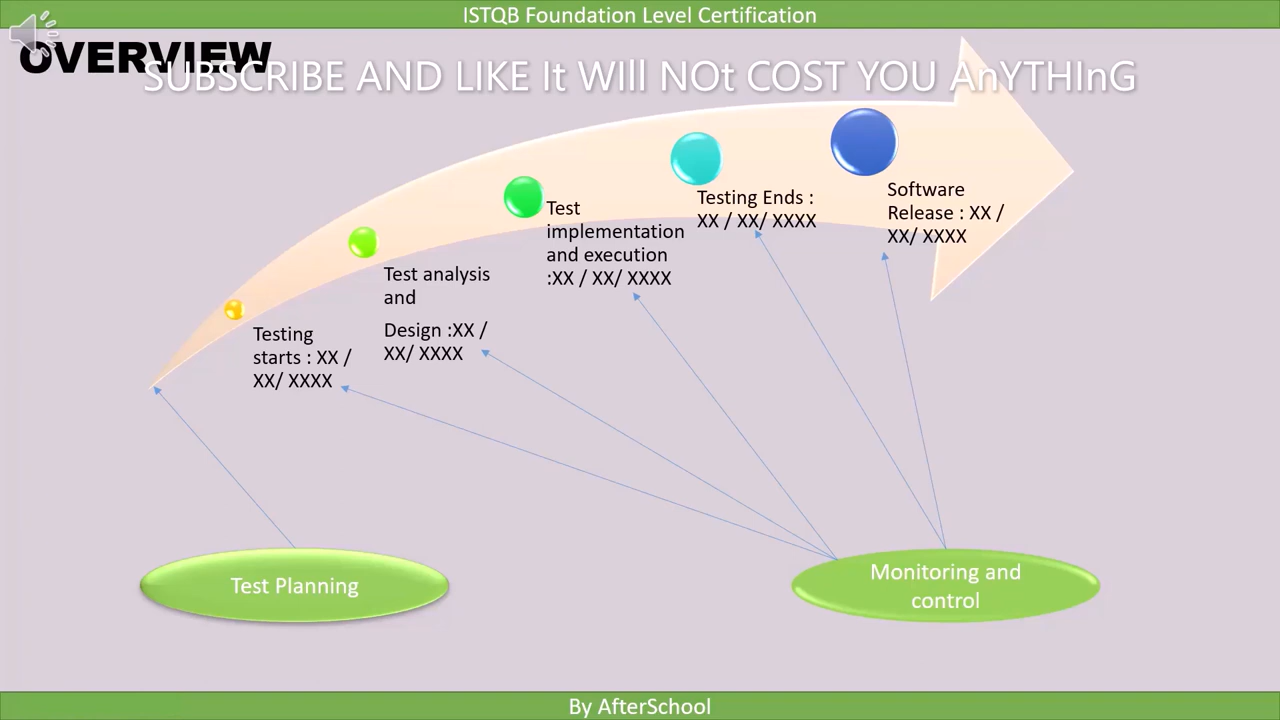 ISTQB Foundation Level Certification
OVERVIEW
SUBSCRIBE AND LIKE It WIll NOt COST YOU AnYTHInG
Testing
starts : XX /
XX/ XXXX
Test analysis
and
Design :XX /
XX/ XXXX
Test
implementation
and execution
:XX / XX/ XXXX
Testing Ends :
XX / XX/ XXXX
Software
Release : XX /
XX/ XXXX
Test Planning
Monitoring and
control
By AfterSchool